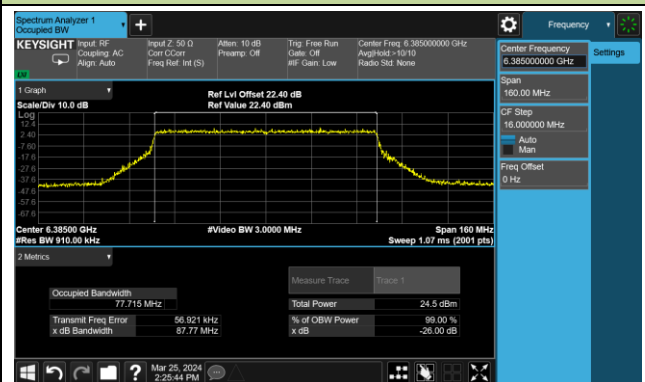 Spectrum Analyzer 1
Occupied BW
+
Frequency
KEYSIGHT
Input: RF
Coupling: AC
Align: Auto
Input Z: 50 Ω
Corr CCorr
Freq Ref: Int (S)
Atten: 10 dB
Preamp: Off
Trig: Free Run
Gate: Off
#IF Gain: Low
Center Freq: 6.385000000 GHz
Avg|Hold:>10/10
Radio Std: None
Center Frequency
6.385000000 GHz
Settings
Span
160.00 MHz
CF Step
16.000000 MHz
Auto
Man
Freq Offset
0 Hz
1 Graph
Scale/Div 10.0 dB
Ref Lvl Offset 22.40 dB
Ref Value 22.40 dBm
Log
12.4
2.40
-7.60
-17.6
-27.6
-37.6
-47.6
-57.6
-67.6
Center 6.38500 GHz
#Video BW 3.0000 MHz
Span 160 MHz
#Res BW 910.00 kHz
Sweep 1.07 ms (2001 pts)
2 Metrics
Measure Trace
Trace 1
Occupied Bandwidth
77.715 MHz
Total Power
24.5 dBm
Transmit Freq Error
56.921 kHz
% of OBW Power
99.00 %
x dB Bandwidth
87.77 MHz
x dB
-26.00 dB
?
Mar 25, 2024
2:25:44 PM